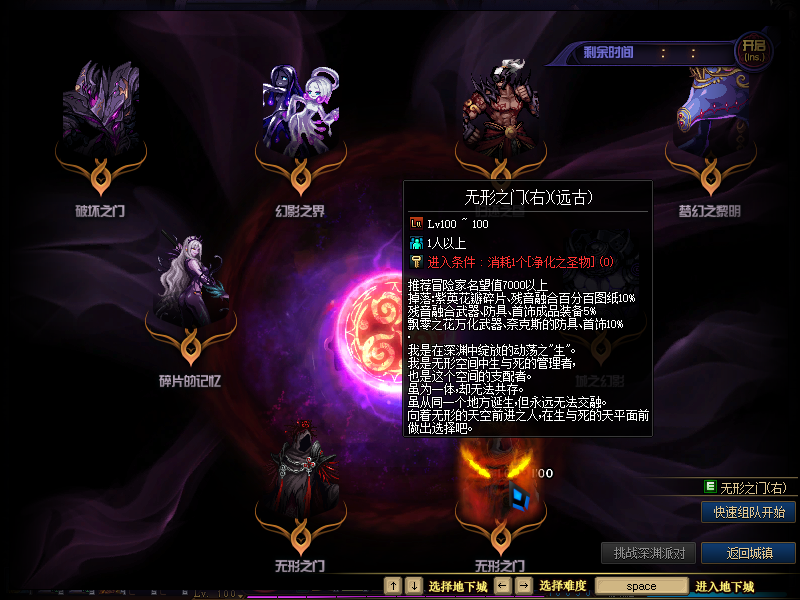 剩余时间 : :
开启
(Ins.)
破坏之门
幻影之界
梦幻之黎明
无形之门(右)(远古)
Lv100 ~ 100
1人以上
进入条件 : 消耗1个[净化之圣物] (0)
推荐冒险家名望值7000以上
掉落:紫英花瓣碎片、残音融合百分百图纸10%
残音融合武器、防具、首饰成品装备5%
飘零之花万化武器、奈克斯的防具、首饰10%
.
我是在深渊中绽放的动荡之"生"。
我是无形空间中生与死的管理者,
也是这个空间的支配者。
虽为一体,却无法共存。
虽从同一个地方诞生,但永远无法交融。
向着无形的天空前进之人,在生与死的天平面前
做出选择吧。
碎片的记忆
之幻影
00
无形之门
无形之门
E 无形之门(右)
快速组队开始
挑战深渊派对
返回城镇
Lv. 100
↑ ↓ 选择地下城 ← → 选择难度 space 进入地下城